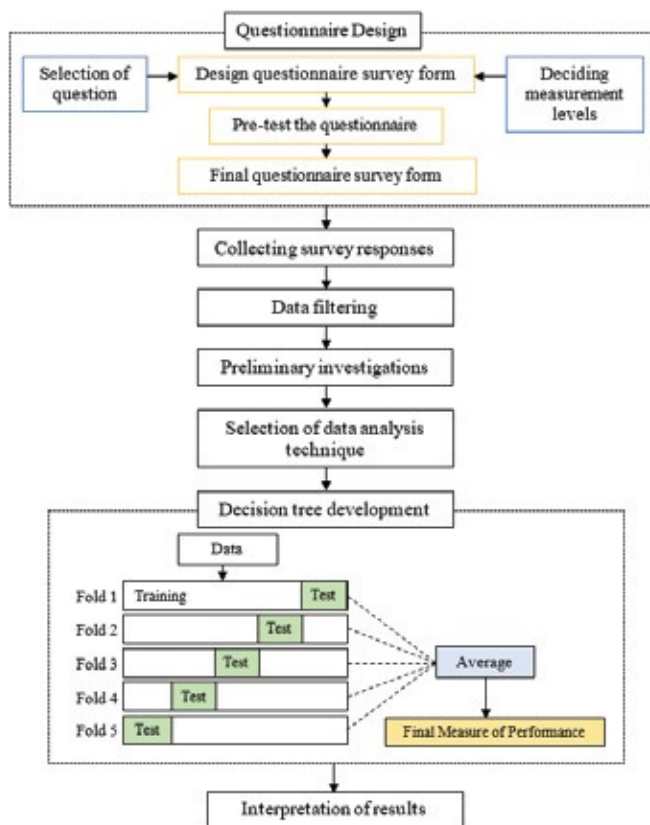 Questionnaire Design
Selection of
question
Design questionnaire survey form
Deciding
measurement
levels
Pre-test the questionnaire
Final questionnaire survey form
Collecting survey responses
Data filtering
Preliminary investigations
Selection of data analysis
technique
Decision tree development
Data
Fold 1 Training Test
Fold 2 Test
Fold 3 Test
Fold 4 Test
Fold 5 Test
Average
Final Measure of Performance
Interpretation of results